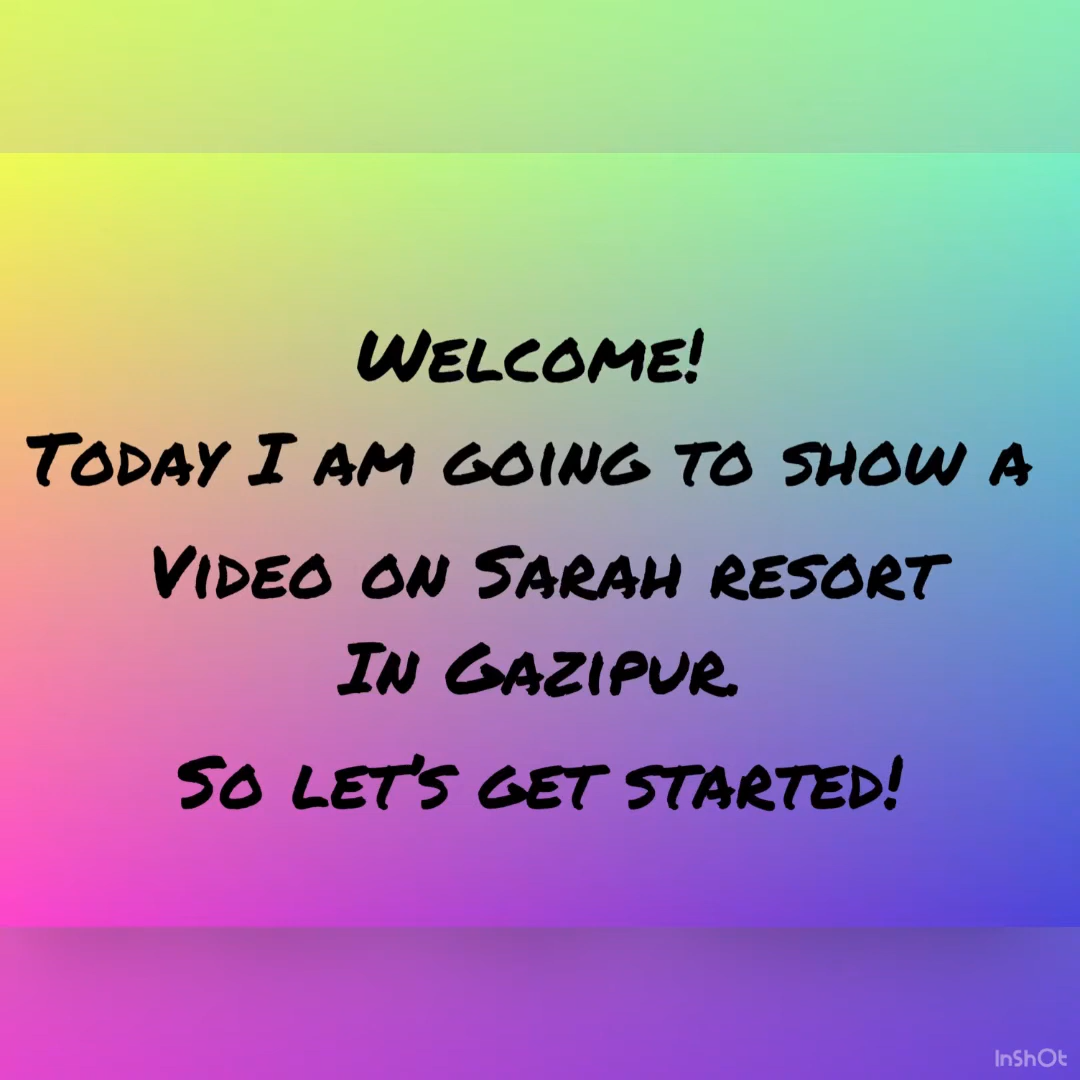 Welcome!
Today I am going to show a
Video on Sarah resort
In Gazipur.
So let's get started!
InShOt